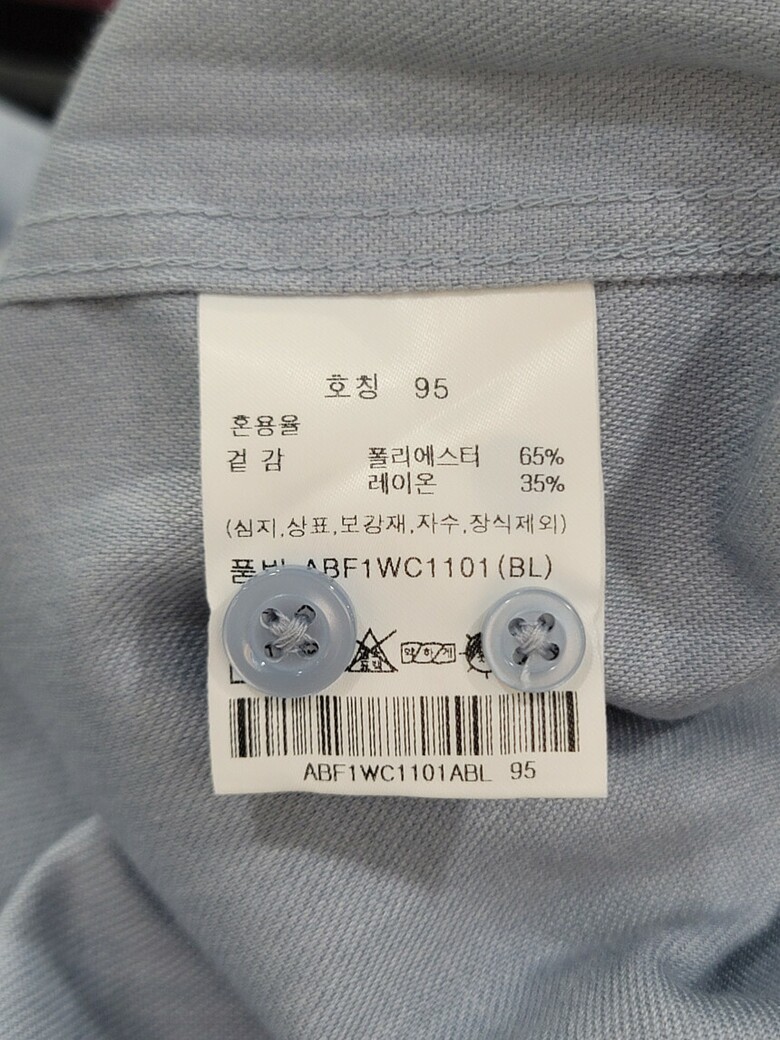 호칭 95
혼용율
겉 감 폴리에스터 65%
레이온 35%
(심지,상표,보강재,자수,장식제외)
ABF1WC1101(BL)
약하게
ABF1WC1101ABL 95